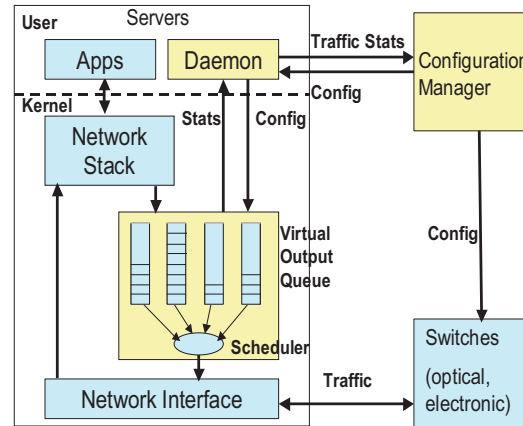 Servers
User
Apps
Daemon
Traffic Stats
Config
Configuration
Manager
Kernel
Network
Stack
Stats
Config
Virtual
Output
Queue
Config
Scheduler
Network Interface
Traffic
Switches
(optical,
electronic)